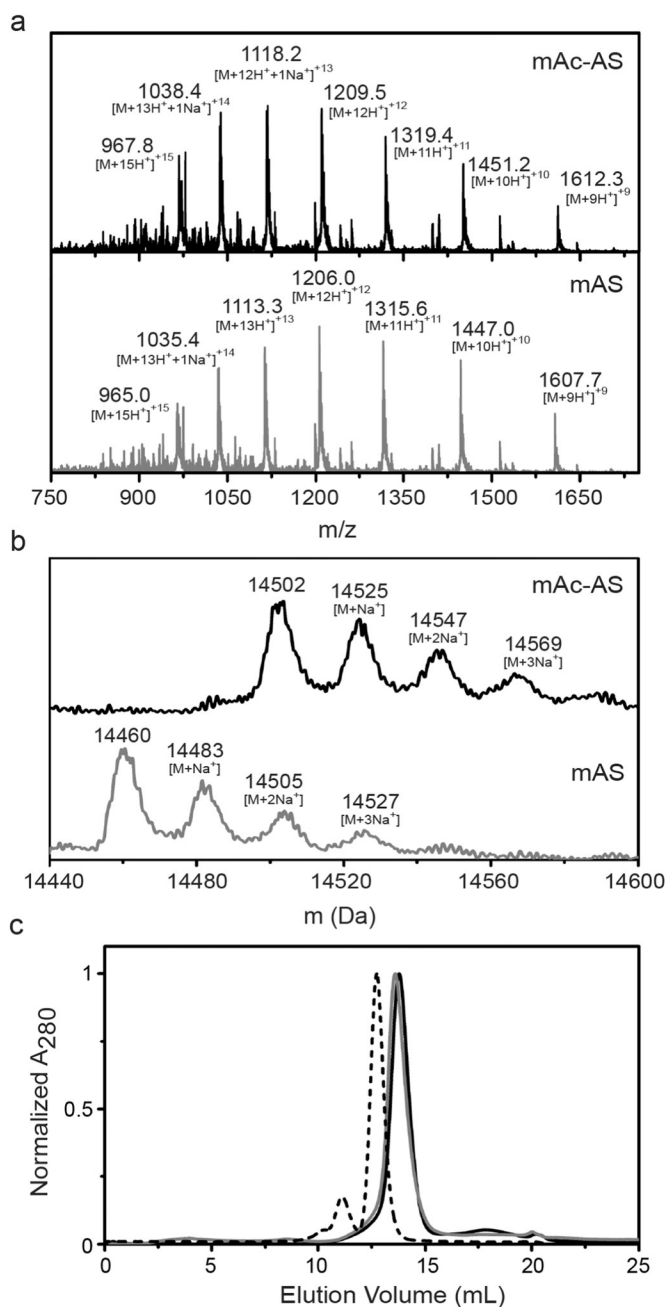 a
mAc-AS
1118.2
[M+12H⁺+1Na⁺]⁺¹³
1038.4
[M+13H⁺+1Na⁺]⁺¹⁴
1209.5
[M+12H⁺]⁺¹²
967.8
[M+15H⁺]⁺¹⁵
1319.4
[M+11H⁺]⁺¹¹
1451.2
[M+10H⁺]⁺¹⁰
1612.3
[M+9H⁺]⁺⁹
mAS
1206.0
[M+12H⁺]⁺¹²
1113.3
[M+13H⁺]⁺¹³
1315.6
[M+11H⁺]⁺¹¹
1035.4
[M+13H⁺+1Na⁺]⁺¹⁴
1447.0
[M+10H⁺]⁺¹⁰
965.0
[M+15H⁺]⁺¹⁵
1607.7
[M+9H⁺]⁺⁹
750 900 1050 1200 1350 1500 1650
m/z
b
mAc-AS
14502
14525
[M+Na⁺]
14547
[M+2Na⁺]
14569
[M+3Na⁺]
mAS
14460
14483
[M+Na⁺]
14505
[M+2Na⁺]
14527
[M+3Na⁺]
14440 14480 14520 14560 14600
m (Da)
c
Normalized A₂₈₀
1
0.5
0
0 5 10 15 20 25
Elution Volume (mL)